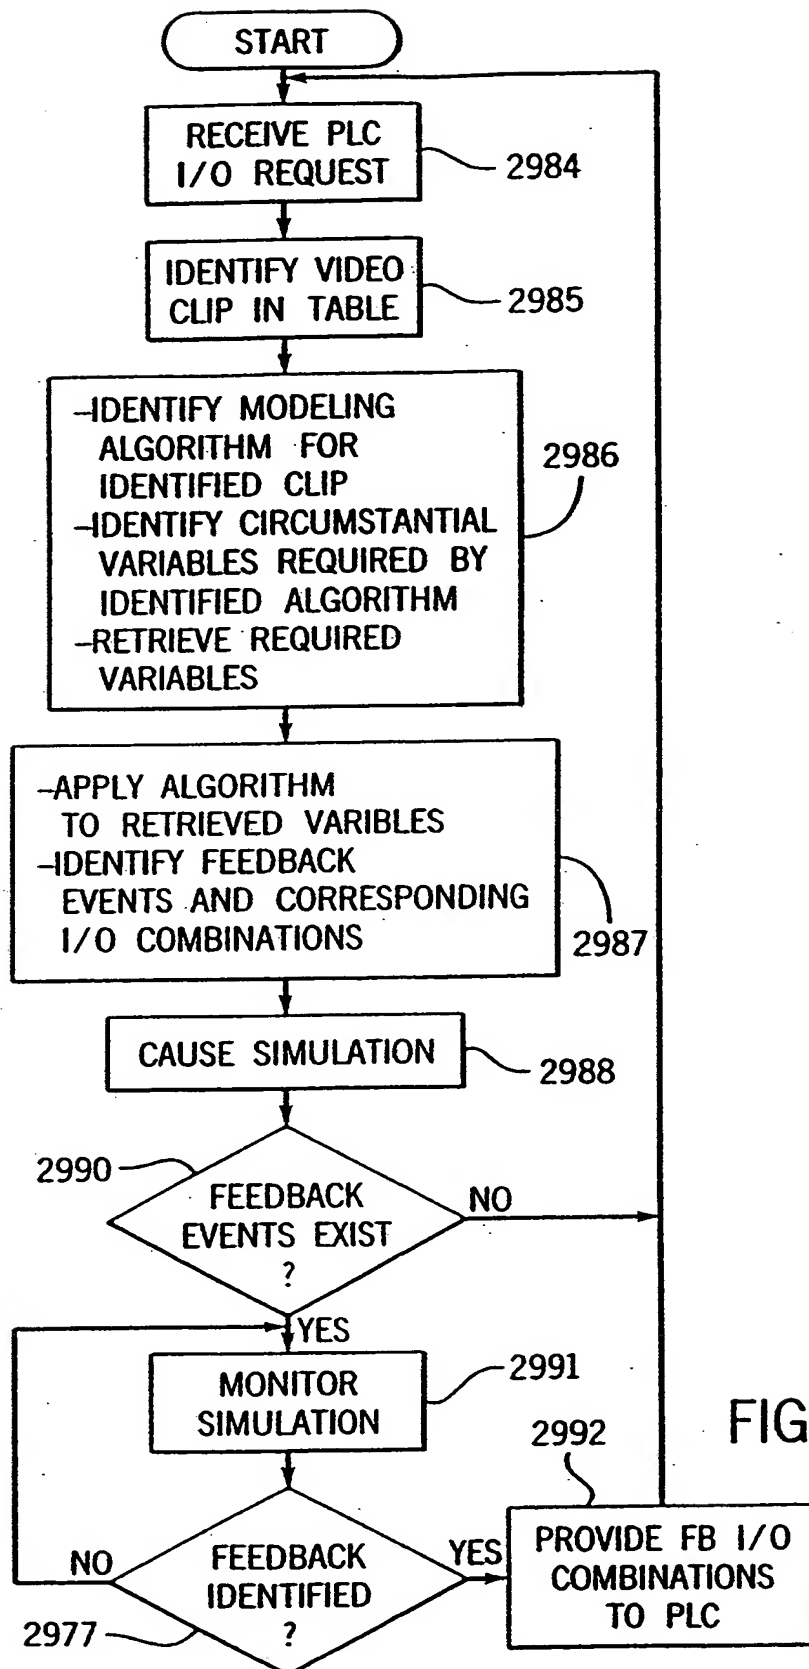 START
RECEIVE PLC
I/O REQUEST
2984
IDENTIFY VIDEO
CLIP IN TABLE
2985
-IDENTIFY MODELING
ALGORITHM FOR
IDENTIFIED CLIP
-IDENTIFY CIRCUMSTANTIAL
VARIABLES REQUIRED BY
IDENTIFIED ALGORITHM
-RETRIEVE REQUIRED
VARIABLES
2986
-APPLY ALGORITHM
TO RETRIEVED VARIBLES
-IDENTIFY FEEDBACK
EVENTS AND CORRESPONDING
I/O COMBINATIONS
2987
CAUSE SIMULATION
2988
2990
FEEDBACK
EVENTS EXIST
?
NO
YES
MONITOR
SIMULATION
2991
FIG
2992
NO
FEEDBACK
IDENTIFIED
?
YES
2977
PROVIDE FB I/O
COMBINATIONS
TO PLC